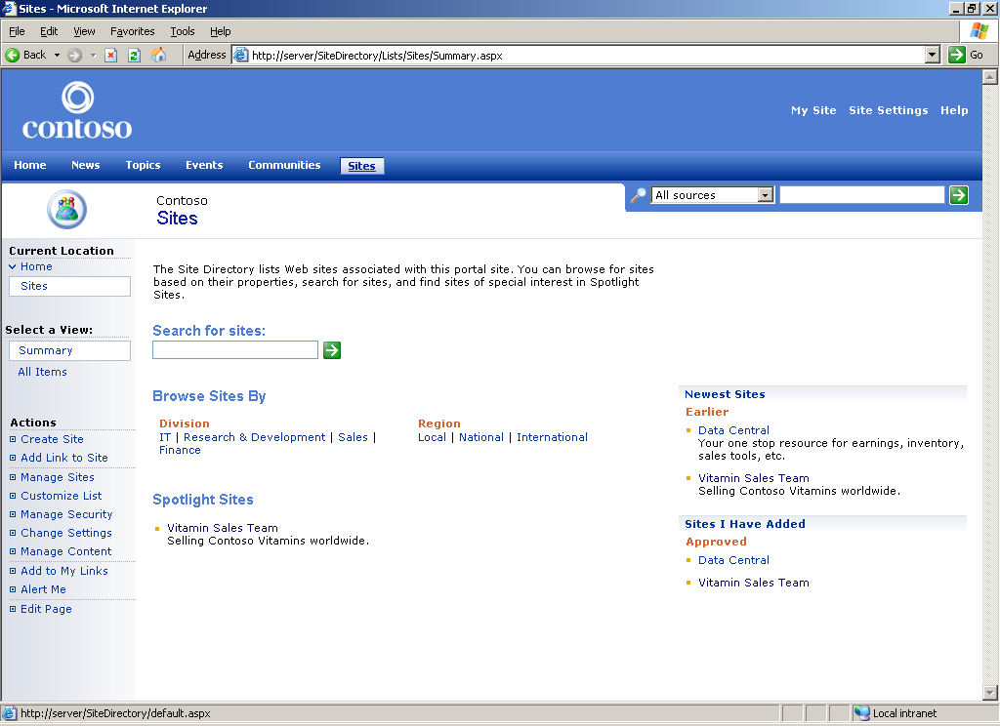 Sites - Microsoft Internet Explorer
File Edit View Favorites Tools Help
Back Address http://server/SiteDirectory/Lists/Sites/Summary.aspx Go
contoso
My Site Site Settings Help
Home News Topics Events Communities Sites
Contoso
Sites
All sources
Current Location
Home
Sites
Select a View:
Summary
All Items
Actions
Create Site
Add Link to Site
Manage Sites
Customize List
Manage Security
Change Settings
Manage Content
Add to My Links
Alert Me
Edit Page
The Site Directory lists Web sites associated with this portal site. You can browse for sites
based on their properties, search for sites, and find sites of special interest in Spotlight
Sites.
Search for sites:
Browse Sites By
Division
IT | Research & Development | Sales |
Finance
Region
Local | National | International
Spotlight Sites
Vitamin Sales Team
Selling Contoso Vitamins worldwide.
Newest Sites
Earlier
Data Central
Your one stop resource for earnings, inventory,
sales tools, etc.
Vitamin Sales Team
Selling Contoso Vitamins worldwide.
Sites I Have Added
Approved
Data Central
Vitamin Sales Team
http://server/SiteDirectory/default.aspx Local intranet